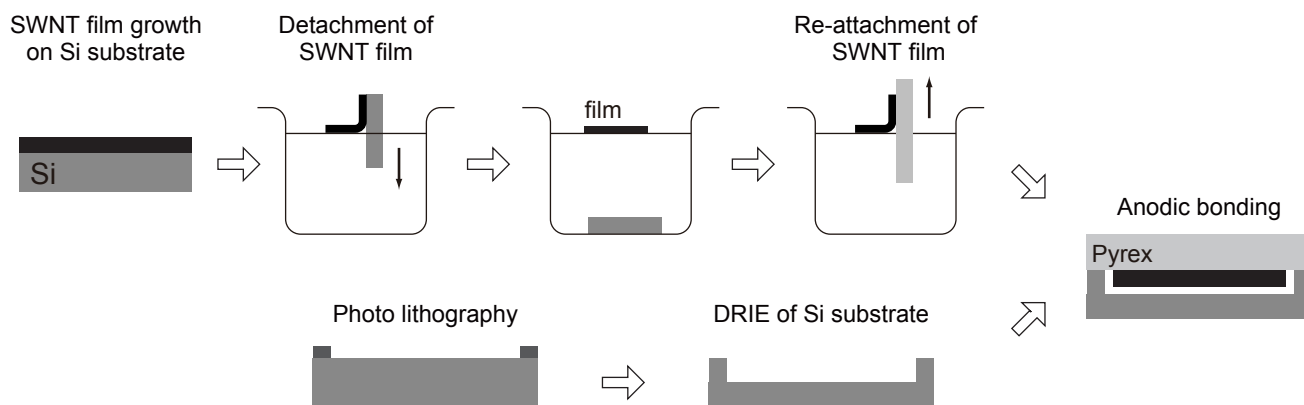 SWNT film growth
on Si substrate
Detachment of
SWNT film
Re-attachment of
SWNT film
film
Si
Anodic bonding
Pyrex
Photo lithography
DRIE of Si substrate